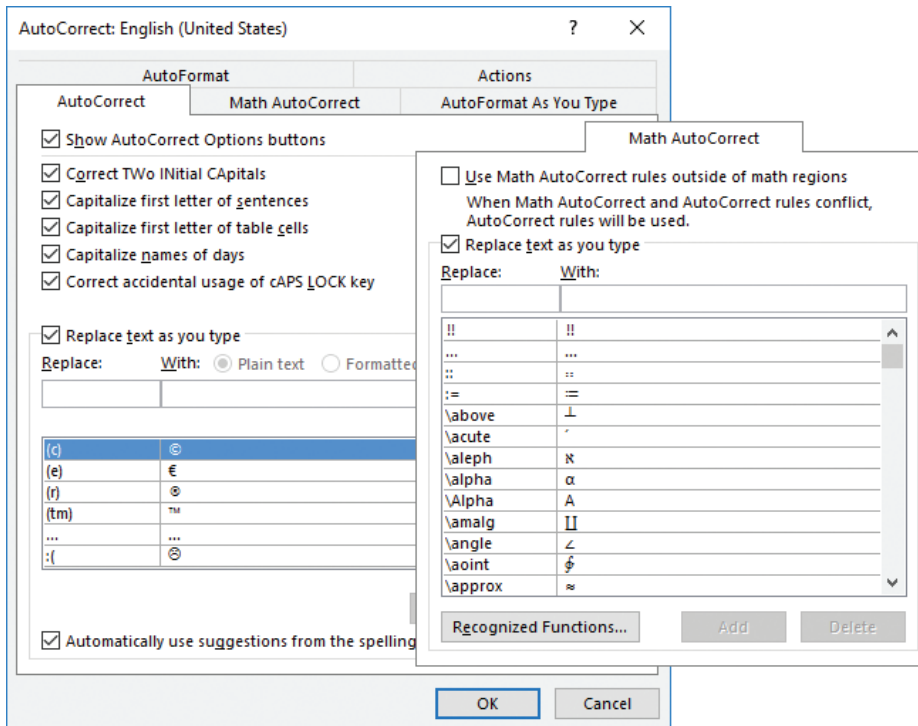 AutoCorrect: English (United States) ? ✕
AutoFormat Actions
AutoCorrect Math AutoCorrect AutoFormat As You Type
Show AutoCorrect Options buttons
Correct TWo INitial CApitals
Capitalize first letter of sentences
Capitalize first letter of table cells
Capitalize names of days
Correct accidental usage of cAPS LOCK key
Replace text as you type
Replace: With: Plain text Formatted
(c) ©
(e) €
(r) ®
(tm) ™
... ...
:( ☹
Automatically use suggestions from the spelling
OK Cancel
Math AutoCorrect
Use Math AutoCorrect rules outside of math regions
When Math AutoCorrect and AutoCorrect rules conflict,
AutoCorrect rules will be used.
Replace text as you type
Replace: With:
!! ‼
... …
:: ∷
:= ≔
\above ┴
\acute ´
\aleph ℵ
\alpha α
\Alpha Α
\amalg ∐
\angle ∠
\aoint ∳
\approx ≈
Recognized Functions... Add Delete